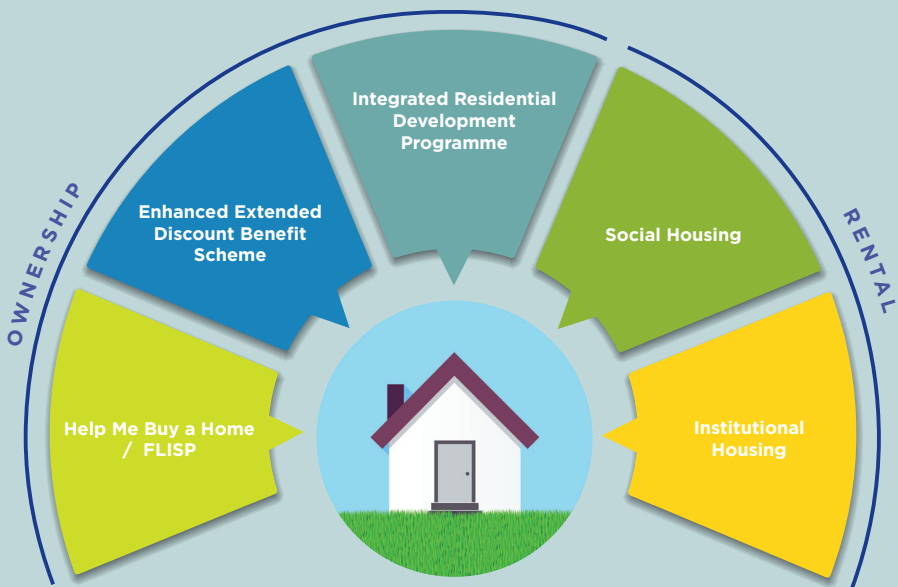 Integrated Residential
Development
Programme
Enhanced Extended
Discount Benefit
Scheme
Social Housing
OWNERSHIP
RENTAL
Help Me Buy a Home
/ FLISP
Institutional
Housing